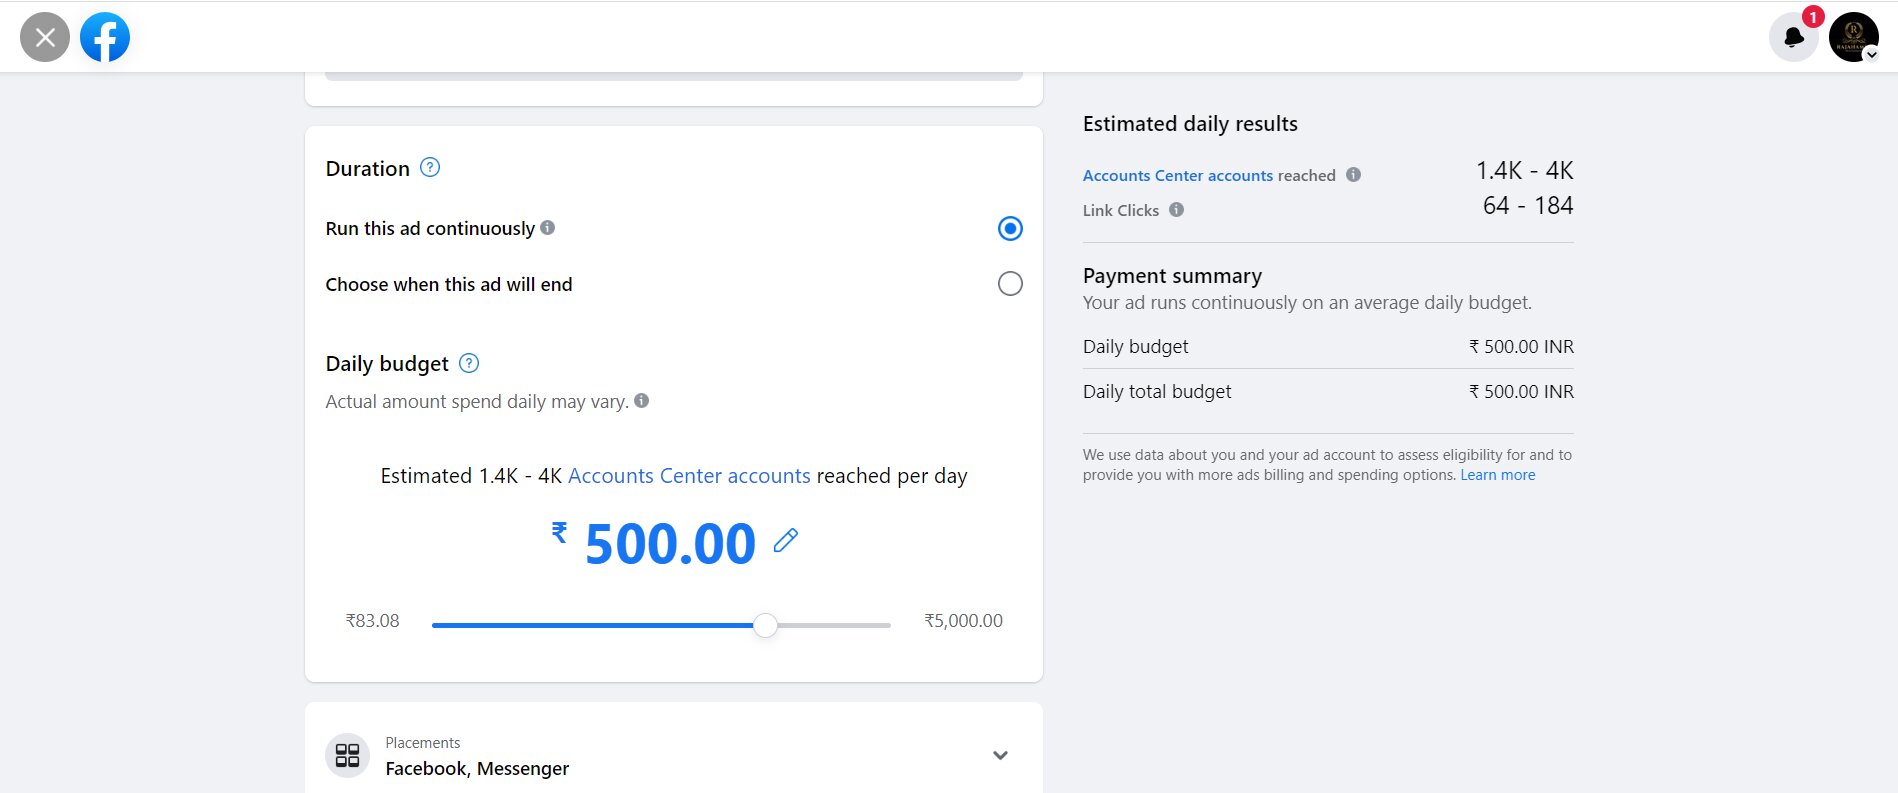 1
Duration
Run this ad continuously
Choose when this ad will end
Daily budget
Actual amount spend daily may vary.
Estimated 1.4K - 4K Accounts Center accounts reached per day
₹ 500.00
₹83.08
₹5,000.00
Placements
Facebook, Messenger
Estimated daily results
Accounts Center accounts reached 1.4K - 4K
Link Clicks 64 - 184
Payment summary
Your ad runs continuously on an average daily budget.
Daily budget ₹ 500.00 INR
Daily total budget ₹ 500.00 INR
We use data about you and your ad account to assess eligibility for and to
provide you with more ads billing and spending options. Learn more